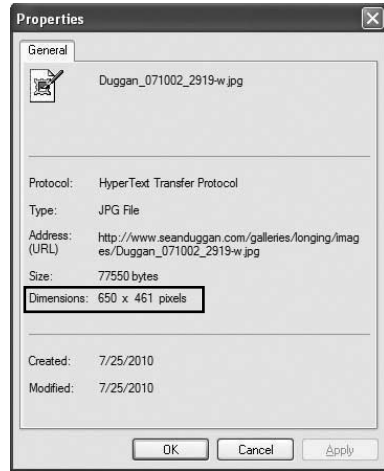 Properties
General
Duggan_071002_2919-w.jpg
Protocol: HyperText Transfer Protocol
Type: JPG File
Address: (URL) http://www.seanduggan.com/galleries/longing/imag
es/Duggan_071002_2919-w.jpg
Size: 77550 bytes
Dimensions: 650 x 461 pixels
Created: 7/25/2010
Modified: 7/25/2010
OK Cancel Apply